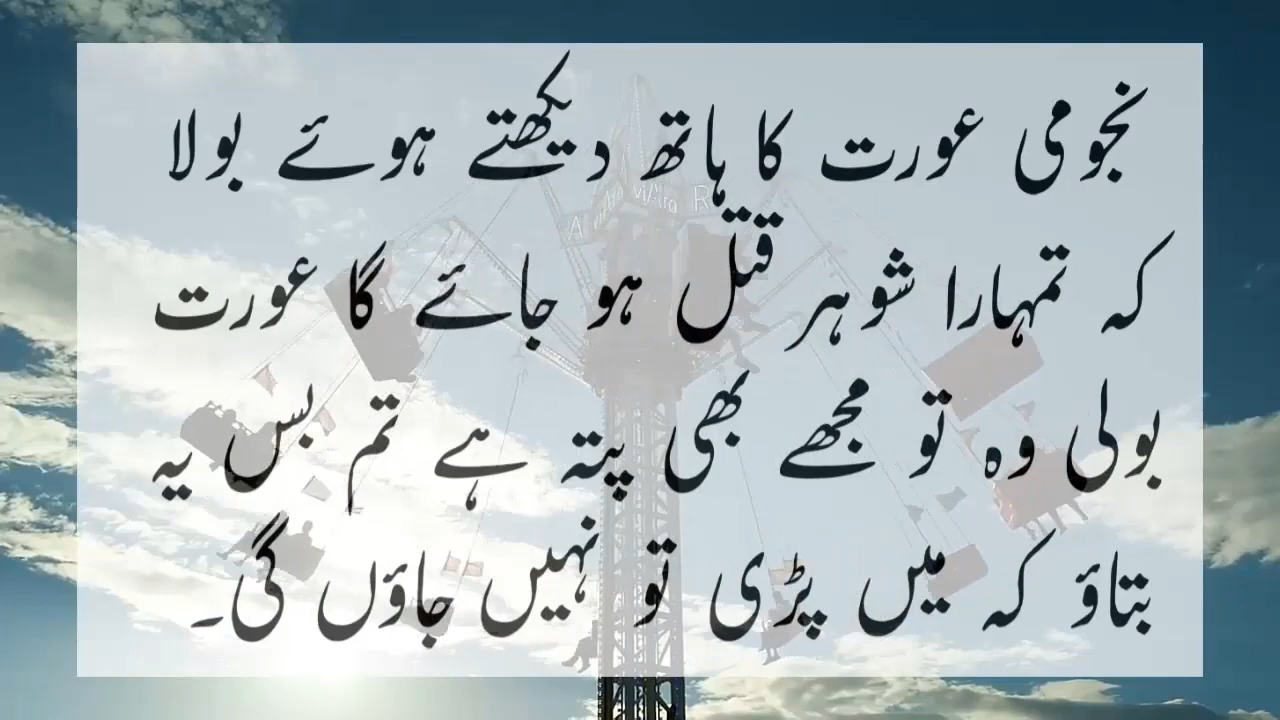 نجومی عورت کا ہاتھ دیکھتے ہوئے بولا
کہ تمہارا شوہر قتل ہو جائے گا عورت
بولی وہ تو مجھے بھی پتہ ہے تم بس یہ
بتاؤ کہ میں پڑی تو نہیں جاؤں گی۔